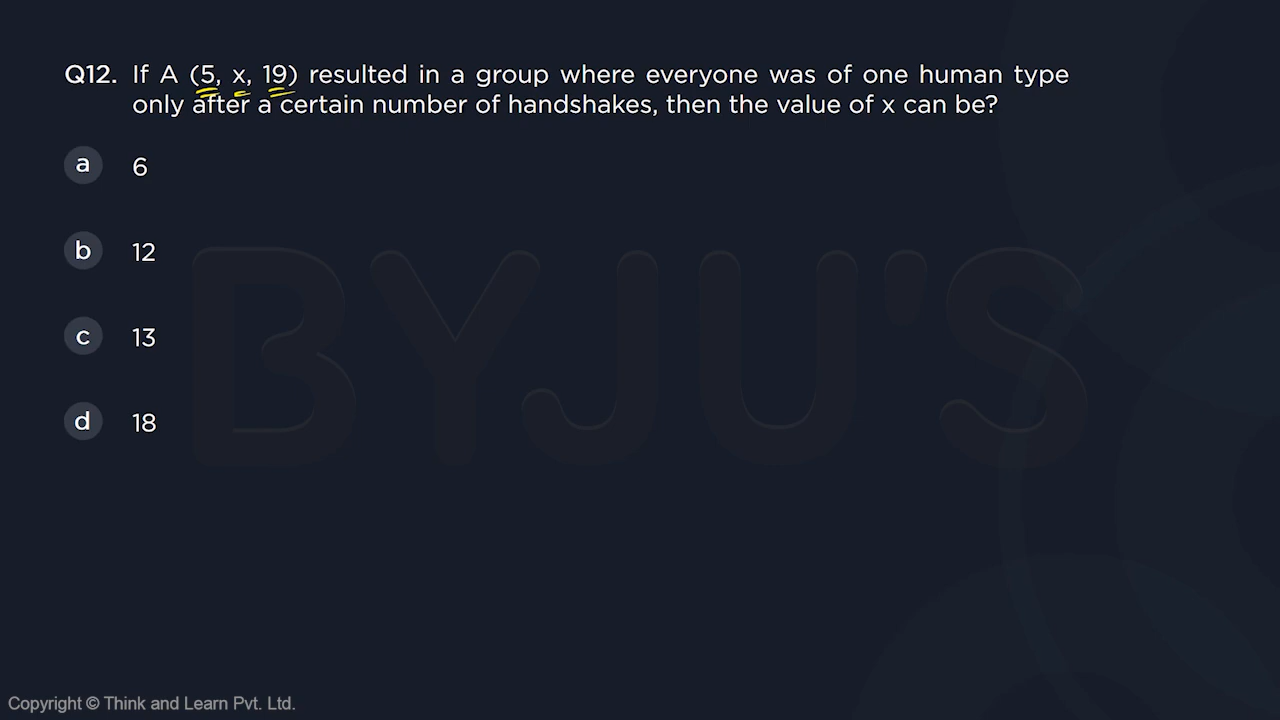 Q12. If A (5, x, 19) resulted in a group where everyone was of one human type
only after a certain number of handshakes, then the value of x can be?
a 6
b 12
BYJU'S
c 13
d 18
Copyright © Think and Learn Pvt. Ltd.